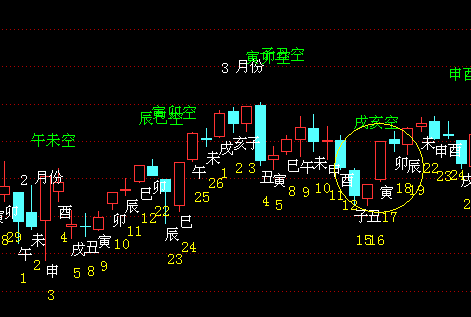 子丑空
3 月份
申酉
寅卯空
戌亥空
午未空
2 月份
卯 午 未 申 酉 戌 丑 寅 卯 巳 辰 巳 午 未 戌 亥 子 丑 寅 巳 午 未 申 酉 子 丑 寅 卯 辰 未 申 酉 戌
8 29 1 2 3 4 5 8 9 10 11 12 22 23 24 25 26 1 2 3 4 5 8 9 10 11 12 15 16 17 18 19 22 23 24 2